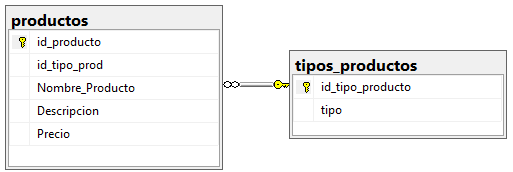 productos
id_producto
id_tipo_prod
Nombre_Producto
Descripcion
Precio
tipos_productos
id_tipo_producto
tipo